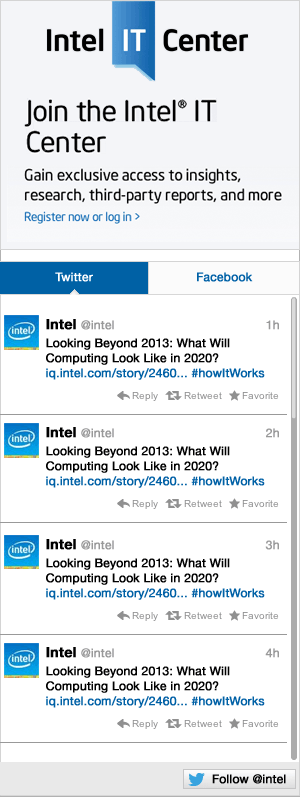 Intel IT Center
Join the Intel® IT
Center
Gain exclusive access to insights,
research, third-party reports, and more
Register now or log in >
Twitter Facebook
intel Intel @intel 1h
Looking Beyond 2013: What Will
Computing Look Like in 2020?
iq.intel.com/story/2460... #howItWorks
Reply Retweet Favorite
intel Intel @intel 2h
Looking Beyond 2013: What Will
Computing Look Like in 2020?
iq.intel.com/story/2460... #howItWorks
Reply Retweet Favorite
intel Intel @intel 3h
Looking Beyond 2013: What Will
Computing Look Like in 2020?
iq.intel.com/story/2460... #howItWorks
Reply Retweet Favorite
intel Intel @intel 4h
Looking Beyond 2013: What Will
Computing Look Like in 2020?
iq.intel.com/story/2460... #howItWorks
Reply Retweet Favorite
Follow @intel